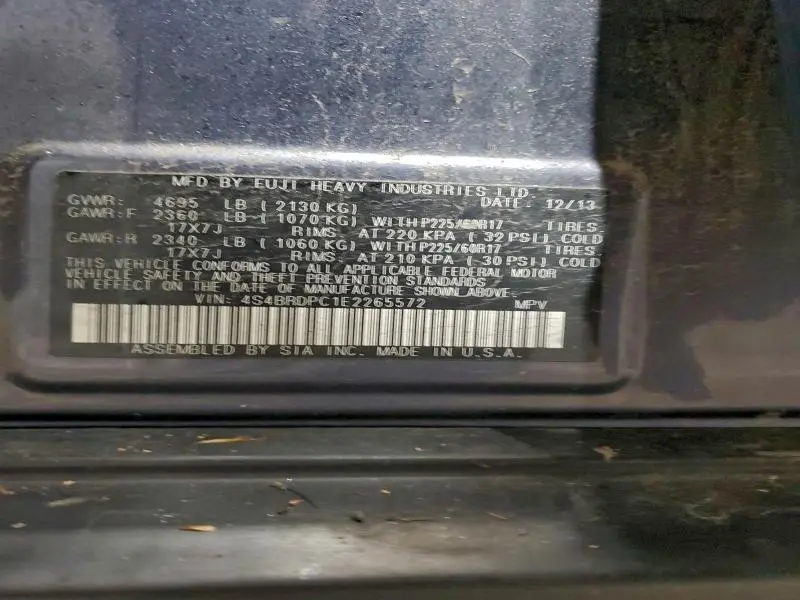 MFD BY FUJI HEAVY INDUSTRIES LTD.
GVWR: 4695 LB ( 2130 KG) DATE: 12/13
GAWR:F 2360 LB ( 1070 KG) WITH P225/60R17 TIRES
17X7J RIMS AT 220 KPA ( 32 PSI) COLD
GAWR:R 2340 LB ( 1060 KG) WITH P225/60R17 TIRES
17X7J RIMS AT 210 KPA ( 30 PSI) COLD
THIS VEHICLE CONFORMS TO ALL APPLICABLE FEDERAL MOTOR
VEHICLE SAFETY AND THEFT PREVENTION STANDARDS
IN EFFECT ON THE DATE OF MANUFACTURE SHOWN ABOVE.
VIN: 4S4BRDPC1E2265572 MPV
ASSEMBLED BY SIA INC. MADE IN U.S.A.